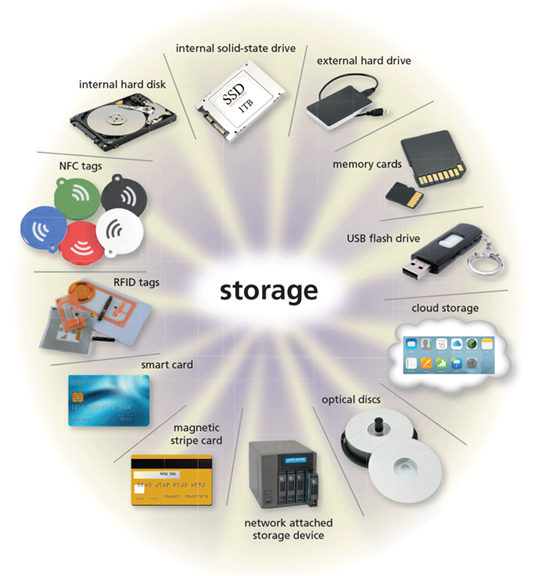 internal solid-state drive
external hard drive
internal hard disk
SSD
1TB
memory cards
NFC tags
USB flash drive
RFID tags
storage
cloud storage
smart card
optical discs
magnetic
stripe card
network attached
storage device